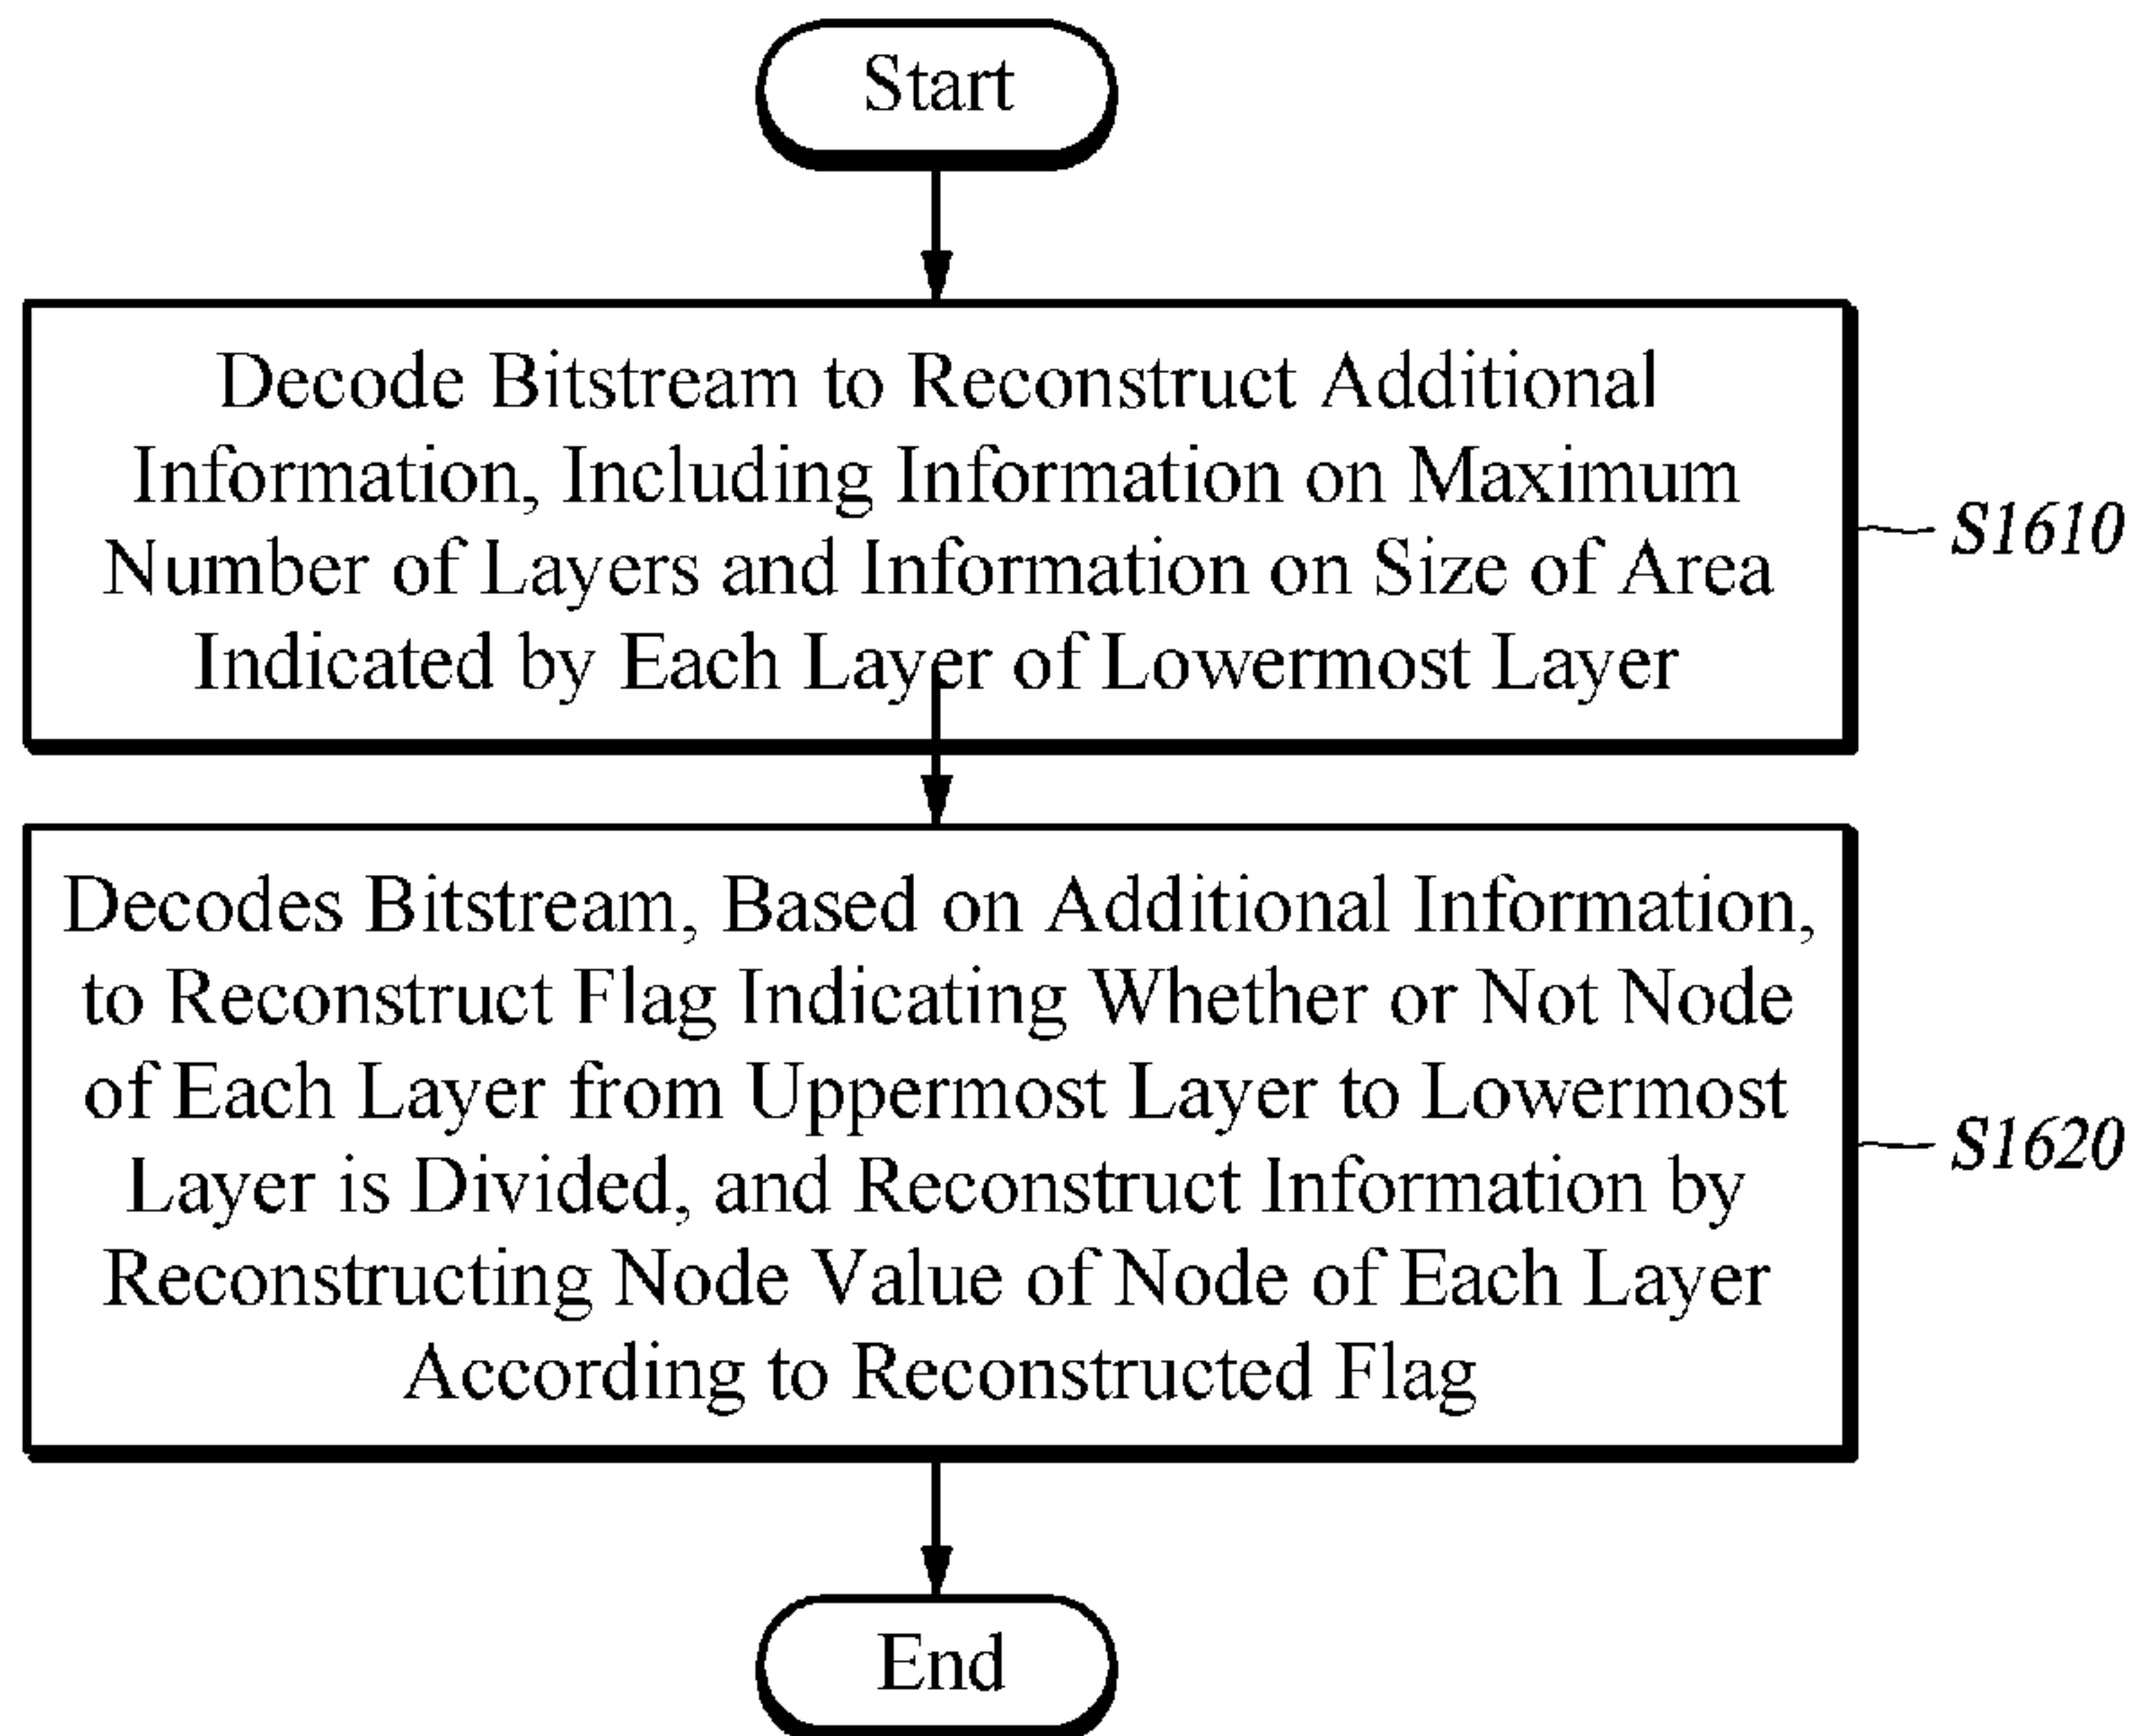 Start
Decode Bitstream to Reconstruct Additional
Information, Including Information on Maximum
Number of Layers and Information on Size of Area
Indicated by Each Layer of Lowermost Layer
S1610
Decodes Bitstream, Based on Additional Information,
to Reconstruct Flag Indicating Whether or Not Node
of Each Layer from Uppermost Layer to Lowermost
Layer is Divided, and Reconstruct Information by
Reconstructing Node Value of Node of Each Layer
According to Reconstructed Flag
S1620
End